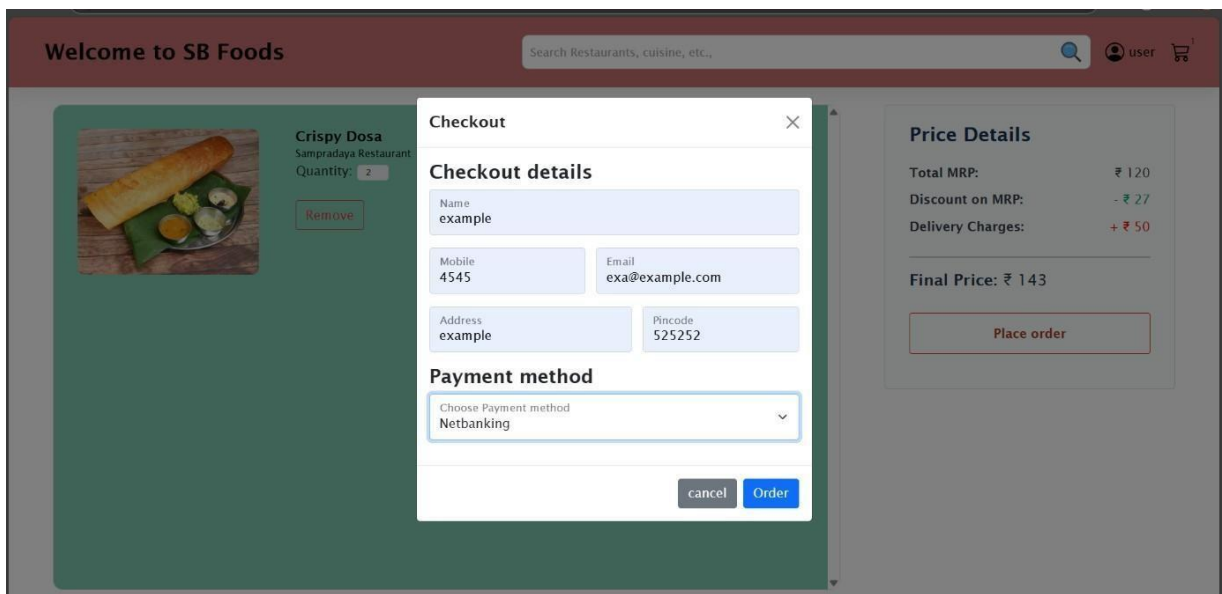 Welcome to SB Foods
Search Restaurants, cuisine, etc.,
user
1
Crispy Dosa
Sampradaya Restaurant
Quantity: 2
Remove
Checkout
Checkout details
Name
example
Mobile
4545
Email
exa@example.com
Address
example
Pincode
525252
Payment method
Choose Payment method
Netbanking
cancel
Order
Price Details
Total MRP: ₹ 120
Discount on MRP: - ₹ 27
Delivery Charges: + ₹ 50
Final Price: ₹ 143
Place order